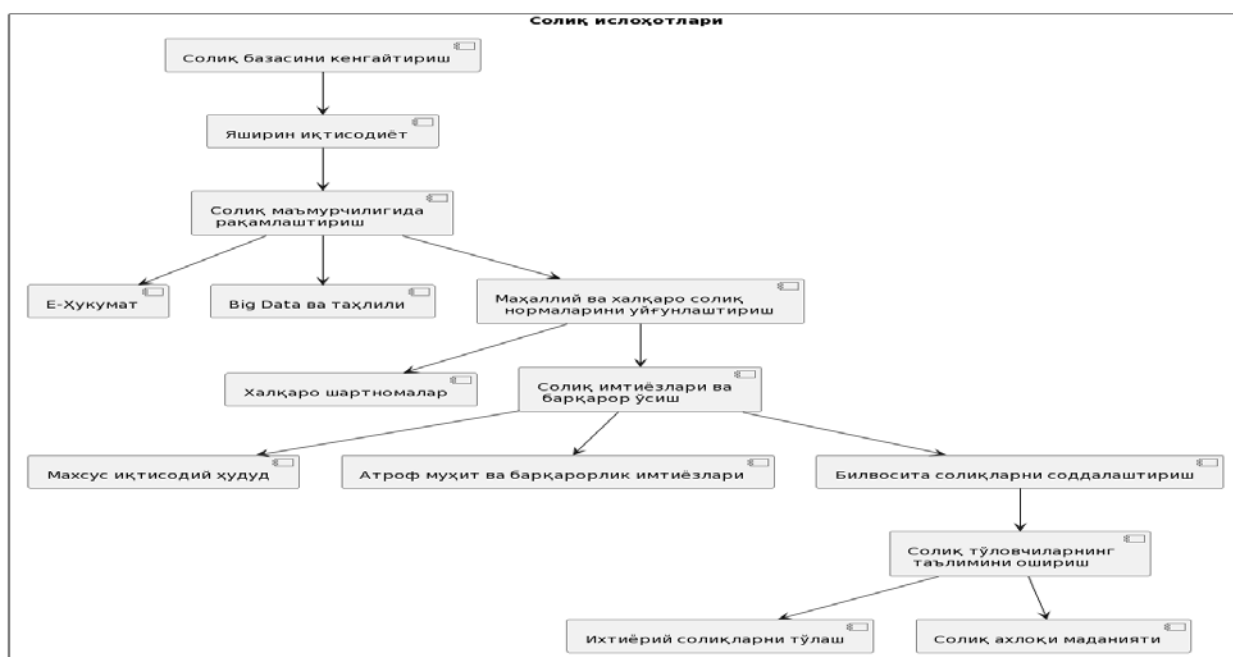 Солиқ ислоҳотлари
Солиқ базасини кенгайтириш
Яширин иқтисодиёт
Солиқ маъмурчилигида
рақамлаштириш
Е-Ҳукумат
Big Data ва таҳлили
Маҳаллий ва халқаро солиқ
нормаларини уйғунлаштириш
Халқаро шартномалар
Солиқ имтиёзлари ва
барқарор ўсиш
Махсус иқтисодий ҳудуд
Атроф муҳит ва барқарорлик имтиёзлари
Билвосита солиқларни соддалаштириш
Солиқ тўловчиларнинг
таълимини ошириш
Ихтиёрий солиқларни тўлаш
Солиқ ахлоқи маданияти